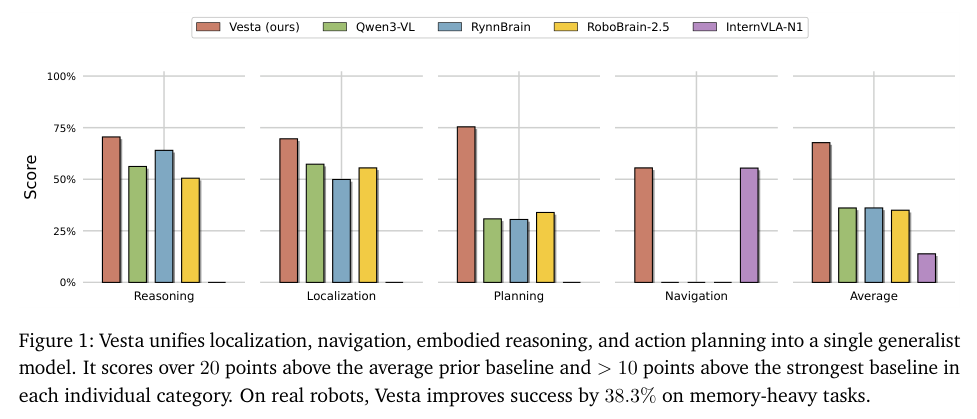 Vesta (ours) Qwen3-VL RynnBrain RoboBrain-2.5 InternVLA-N1
Score
100%
75%
50%
25%
0%
Reasoning Localization Planning Navigation Average
Figure 1: Vesta unifies localization, navigation, embodied reasoning, and action planning into a single generalist
model. It scores over 20 points above the average prior baseline and > 10 points above the strongest baseline in
each individual category. On real robots, Vesta improves success by 38.3% on memory-heavy tasks.